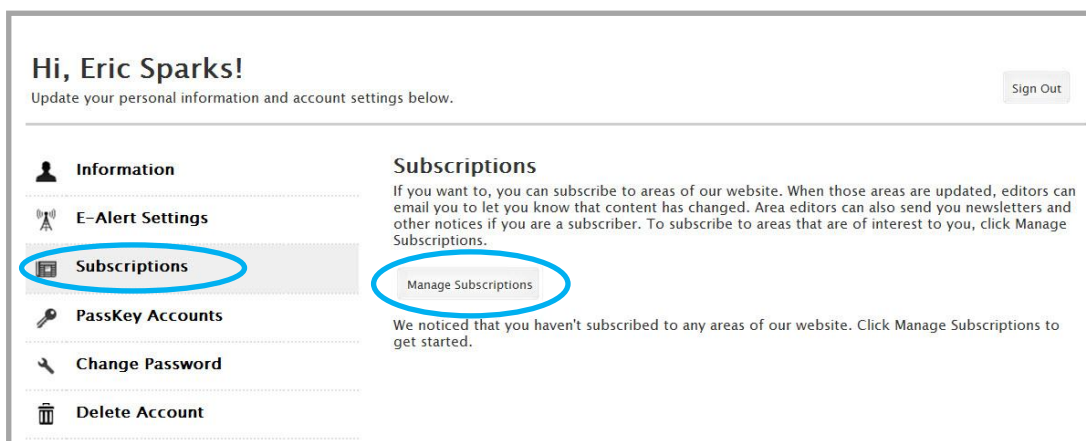 Hi, Eric Sparks!
Update your personal information and account settings below.
Sign Out
Information
E-Alert Settings
Subscriptions
PassKey Accounts
Change Password
Delete Account
Subscriptions
If you want to, you can subscribe to areas of our website. When those areas are updated, editors can
email you to let you know that content has changed. Area editors can also send you newsletters and
other notices if you are a subscriber. To subscribe to areas that are of interest to you, click Manage
Subscriptions.
Manage Subscriptions
We noticed that you haven't subscribed to any areas of our website. Click Manage Subscriptions to
get started.